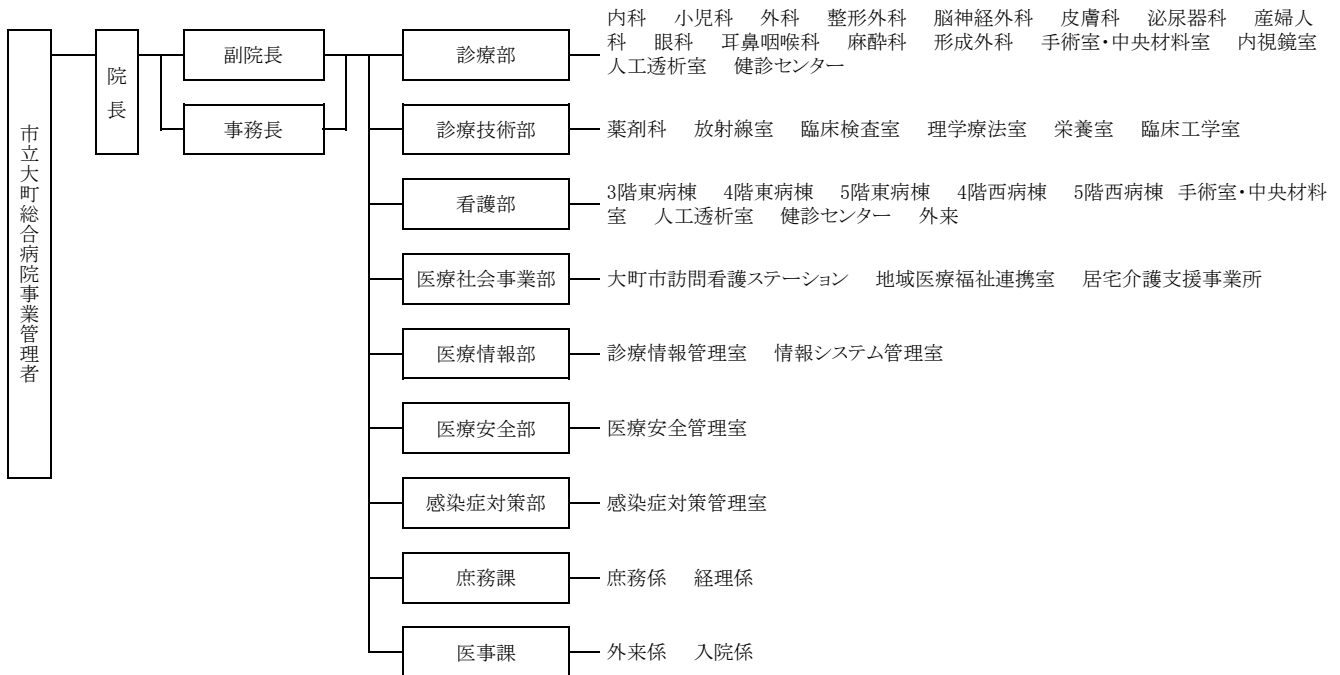 市立大町総合病院事業管理者
院長
副院長
事務長
診療部
内科 小児科 外科 整形外科 脳神経外科 皮膚科 泌尿器科 産婦人
科 眼科 耳鼻咽喉科 麻酔科 形成外科 手術室・中央材料室 内視鏡室
人工透析室 健診センター
診療技術部
薬剤科 放射線室 臨床検査室 理学療法室 栄養室 臨床工学室
看護部
3階東病棟 4階東病棟 5階東病棟 4階西病棟 5階西病棟 手術室・中央材料
室 人工透析室 健診センター 外来
医療社会事業部
大町市訪問看護ステーション 地域医療福祉連携室 居宅介護支援事業所
医療情報部
診療情報管理室 情報システム管理室
医療安全部
医療安全管理室
感染症対策部
感染症対策管理室
庶務課
庶務係 経理係
医事課
外来係 入院係